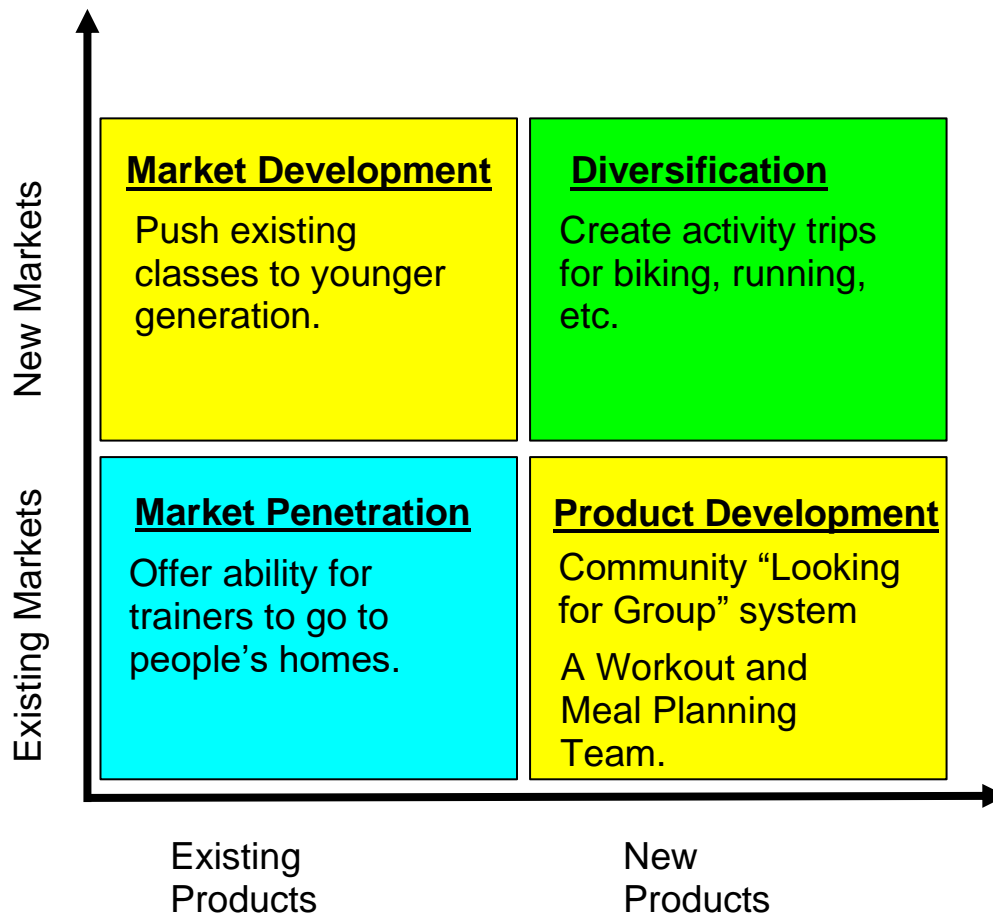 New Markets
Market Development
Push existing
classes to younger
generation.
Diversification
Create activity trips
for biking, running,
etc.
Existing Markets
Market Penetration
Offer ability for
trainers to go to
people’s homes.
Product Development
Community “Looking
for Group” system
A Workout and
Meal Planning
Team.
Existing
Products
New
Products